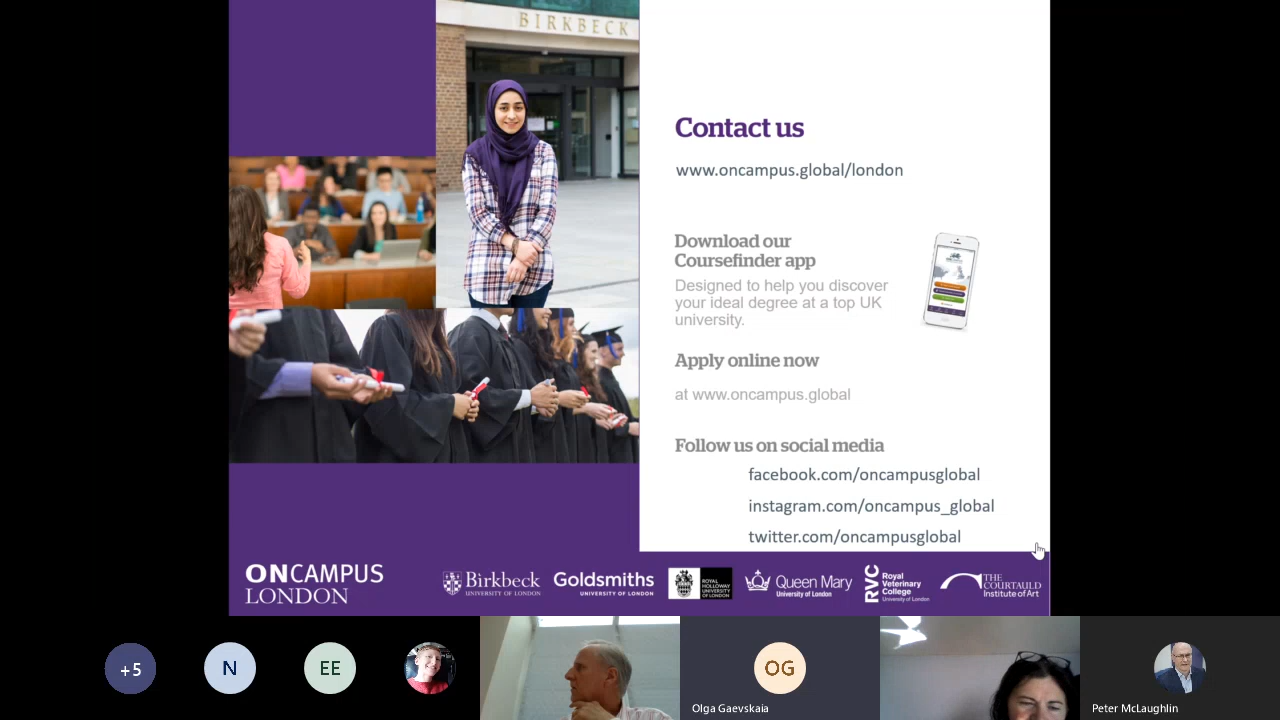 BIRKBECK
Contact us
www.oncampus.global/london
Download our
Coursefinder app
Designed to help you discover
your ideal degree at a top UK
university.
Apply online now
at www.oncampus.global
Follow us on social media
facebook.com/oncampusglobal
instagram.com/oncampus_global
twitter.com/oncampusglobal
ONCAMPUS
LONDON
Birkbeck
UNIVERSITY OF LONDON
Goldsmiths
UNIVERSITY OF LONDON
ROYAL
HOLLOWAY
UNIVERSITY
OF LONDON
Queen Mary
University of London
RVC
Royal
Veterinary
College
University of London
THE
COURTAULD
Institute of Art
+5
N
EE
OG
Olga Gaevskaia
Peter McLaughlin